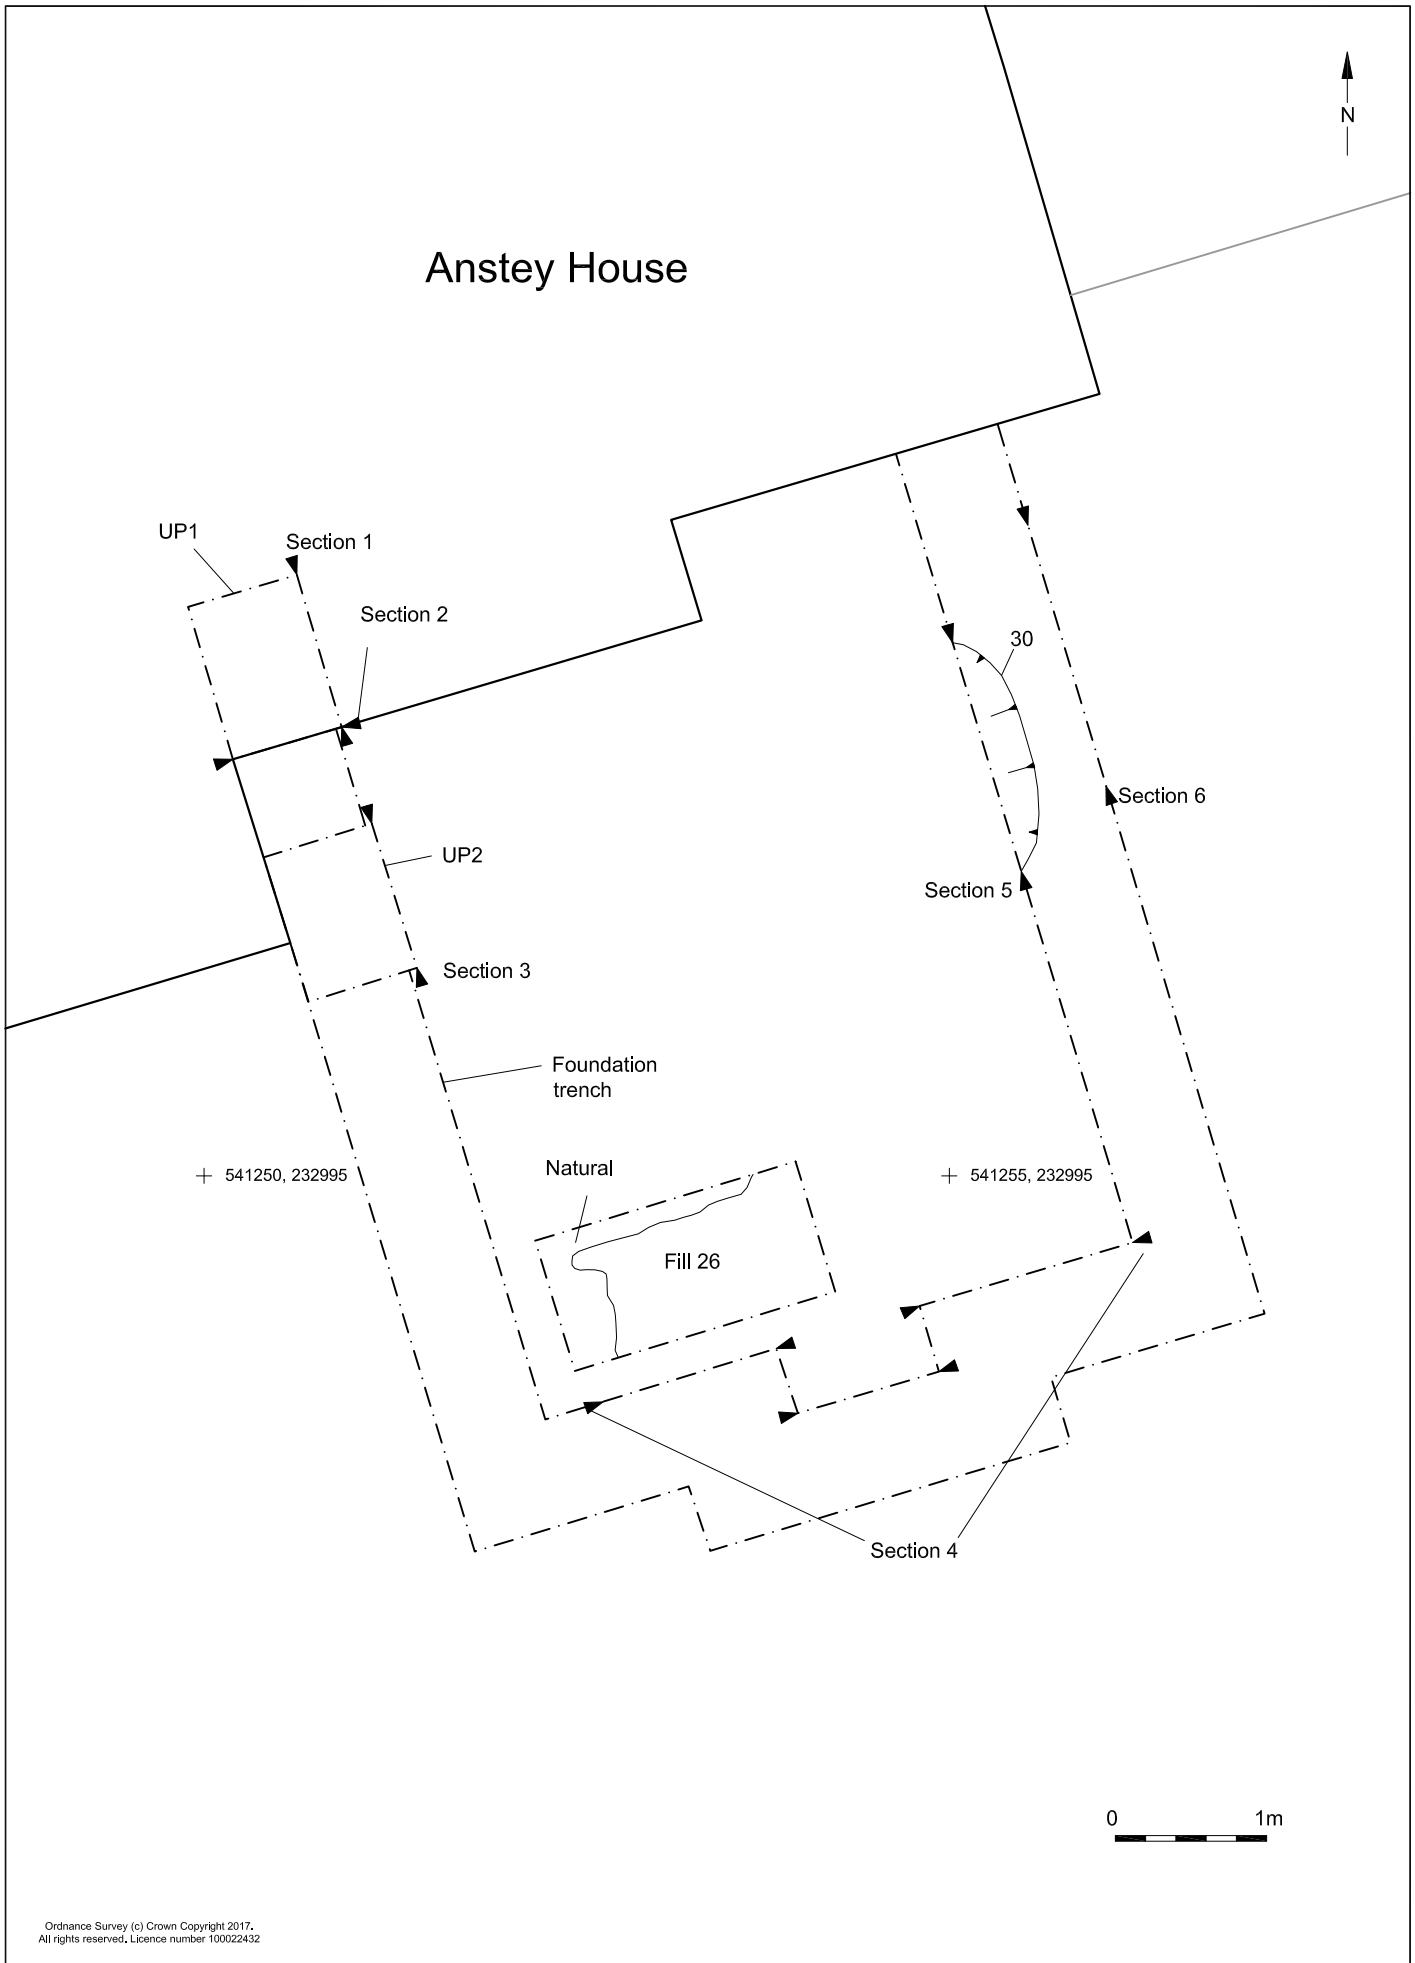 N
Anstey House
UP1
Section 1
Section 2
30
Section 6
UP2
Section 5
Section 3
Foundation
trench
Natural
541250, 232995
541255, 232995
Fill 26
Section 4
0 1m
Ordnance Survey (c) Crown Copyright 2017.
All rights reserved. Licence number 100022432